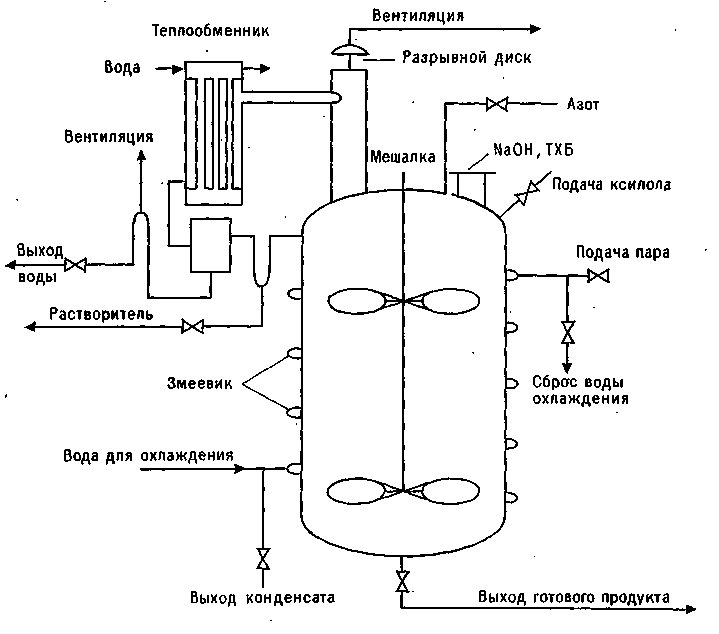 Вентиляция
Теплообменник
Разрывной диск
Вода
Азот
Вентиляция
Мешалка
NaOH, ТХБ
Подача ксилола
Выход
воды
Подача пара
Растворитель
Змеевик
Сброс воды
охлаждения
Вода для охлаждения
Выход конденсата
Выход готового продукта